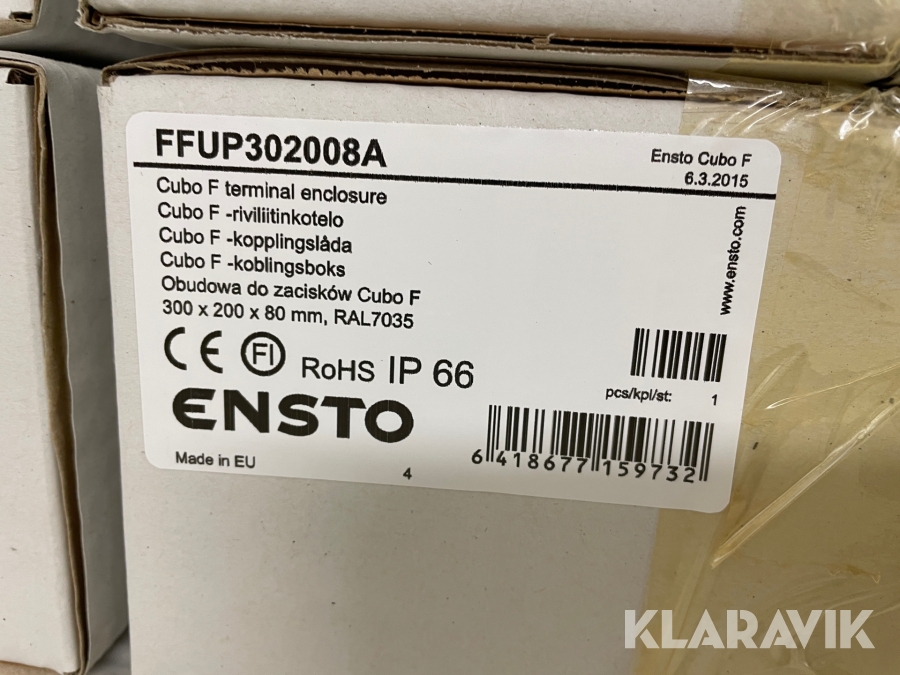 FFUP302008A
Ensto Cubo F
6.3.2015
Cubo F terminal enclosure
Cubo F -riviliitinkotelo
Cubo F -kopplingslåda
Cubo F -koblingsboks
Obudowa do zacisków Cubo F
300 x 200 x 80 mm, RAL7035
www.ensto.com
CE FI RoHS IP 66
pcs/kpl/st: 1
ENSTO
6 418677 159732
Made in EU
4
KLARAVIK